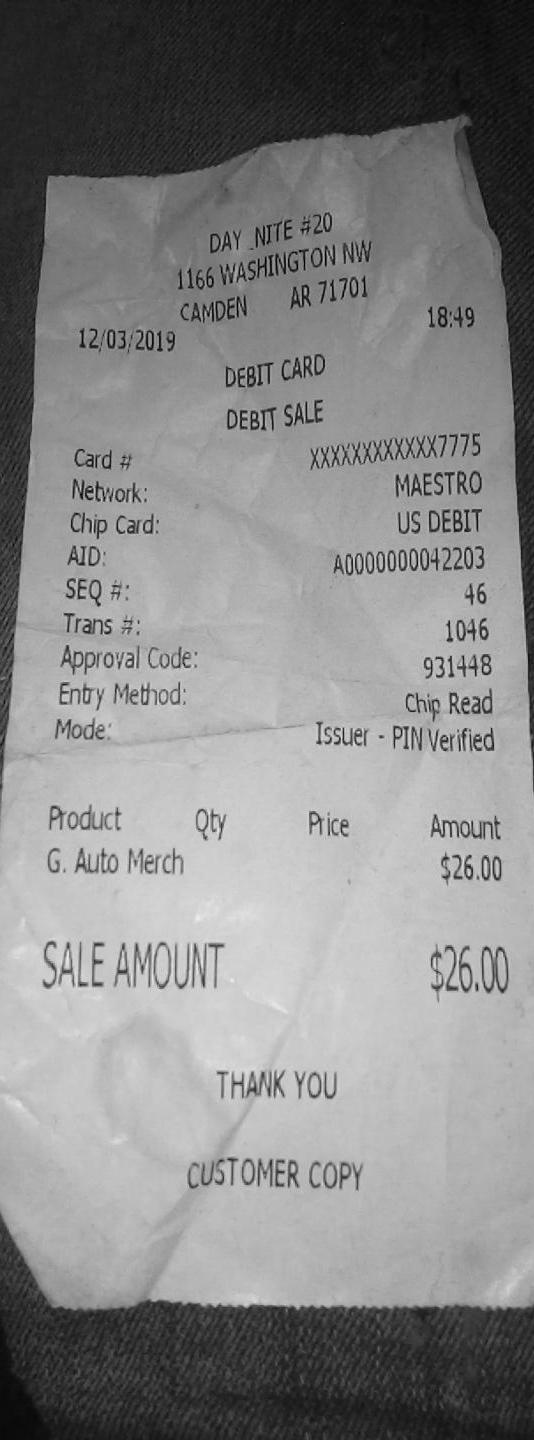 DAY_NITE #20
1166 WASHINGTON NW
CAMDEN AR 71701
12/03/2019 18:49
DEBIT CARD
DEBIT SALE
Card # XXXXXXXXXXXX7775
Network: MAESTRO
Chip Card: US DEBIT
AID: A0000000042203
SEQ #: 46
Trans #: 1046
Approval Code: 931448
Entry Method: Chip Read
Mode: Issuer - PIN Verified
Product Qty Price Amount
G. Auto Merch $26.00
SALE AMOUNT $26.00
THANK YOU
CUSTOMER COPY